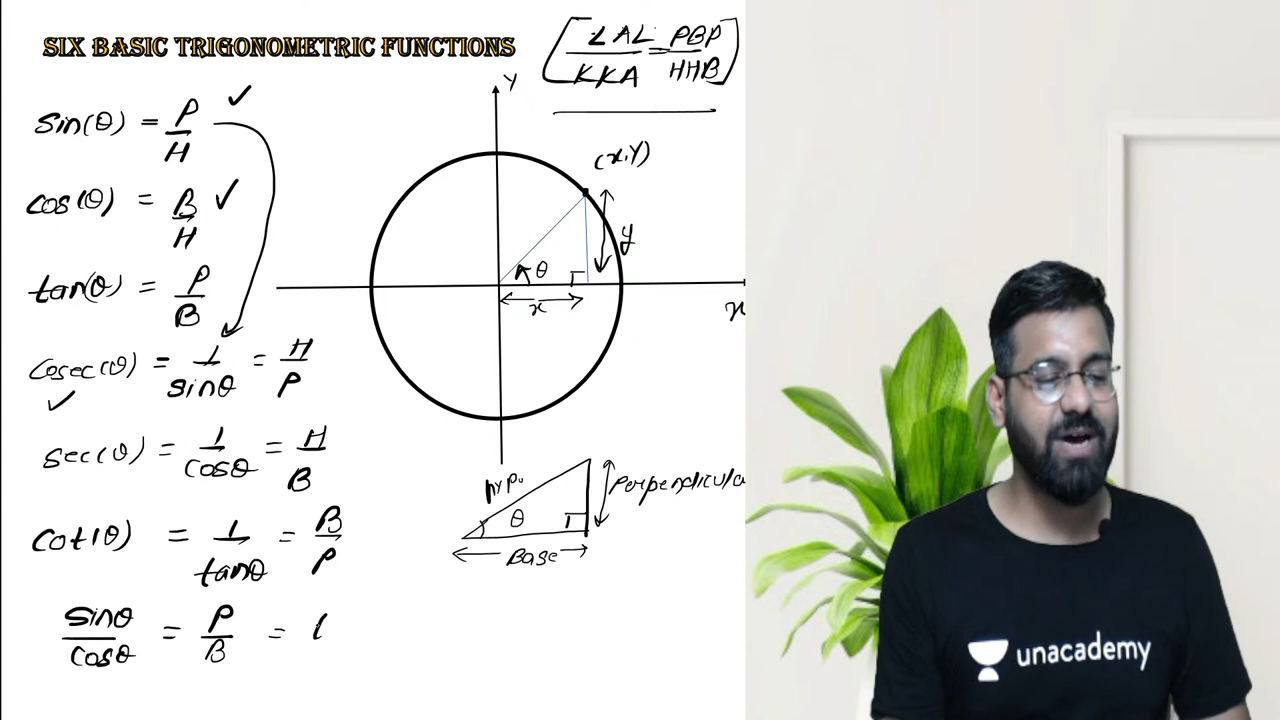 SIX BASIC TRIGONOMETRIC FUNCTIONS
LAL / KKA = PBP / HHB
sin(θ) = P/H ✓
cos(θ) = B/H ✓
tan(θ) = P/B
cosec(θ) = 1/sinθ = H/P
✓
sec(θ) = 1/cosθ = H/B
cot(θ) = 1/tanθ = B/P
sinθ/cosθ = P/B =
Y
(x,y)
y
θ
x
x
hyp.
θ
Perpendicula
Base
unacademy